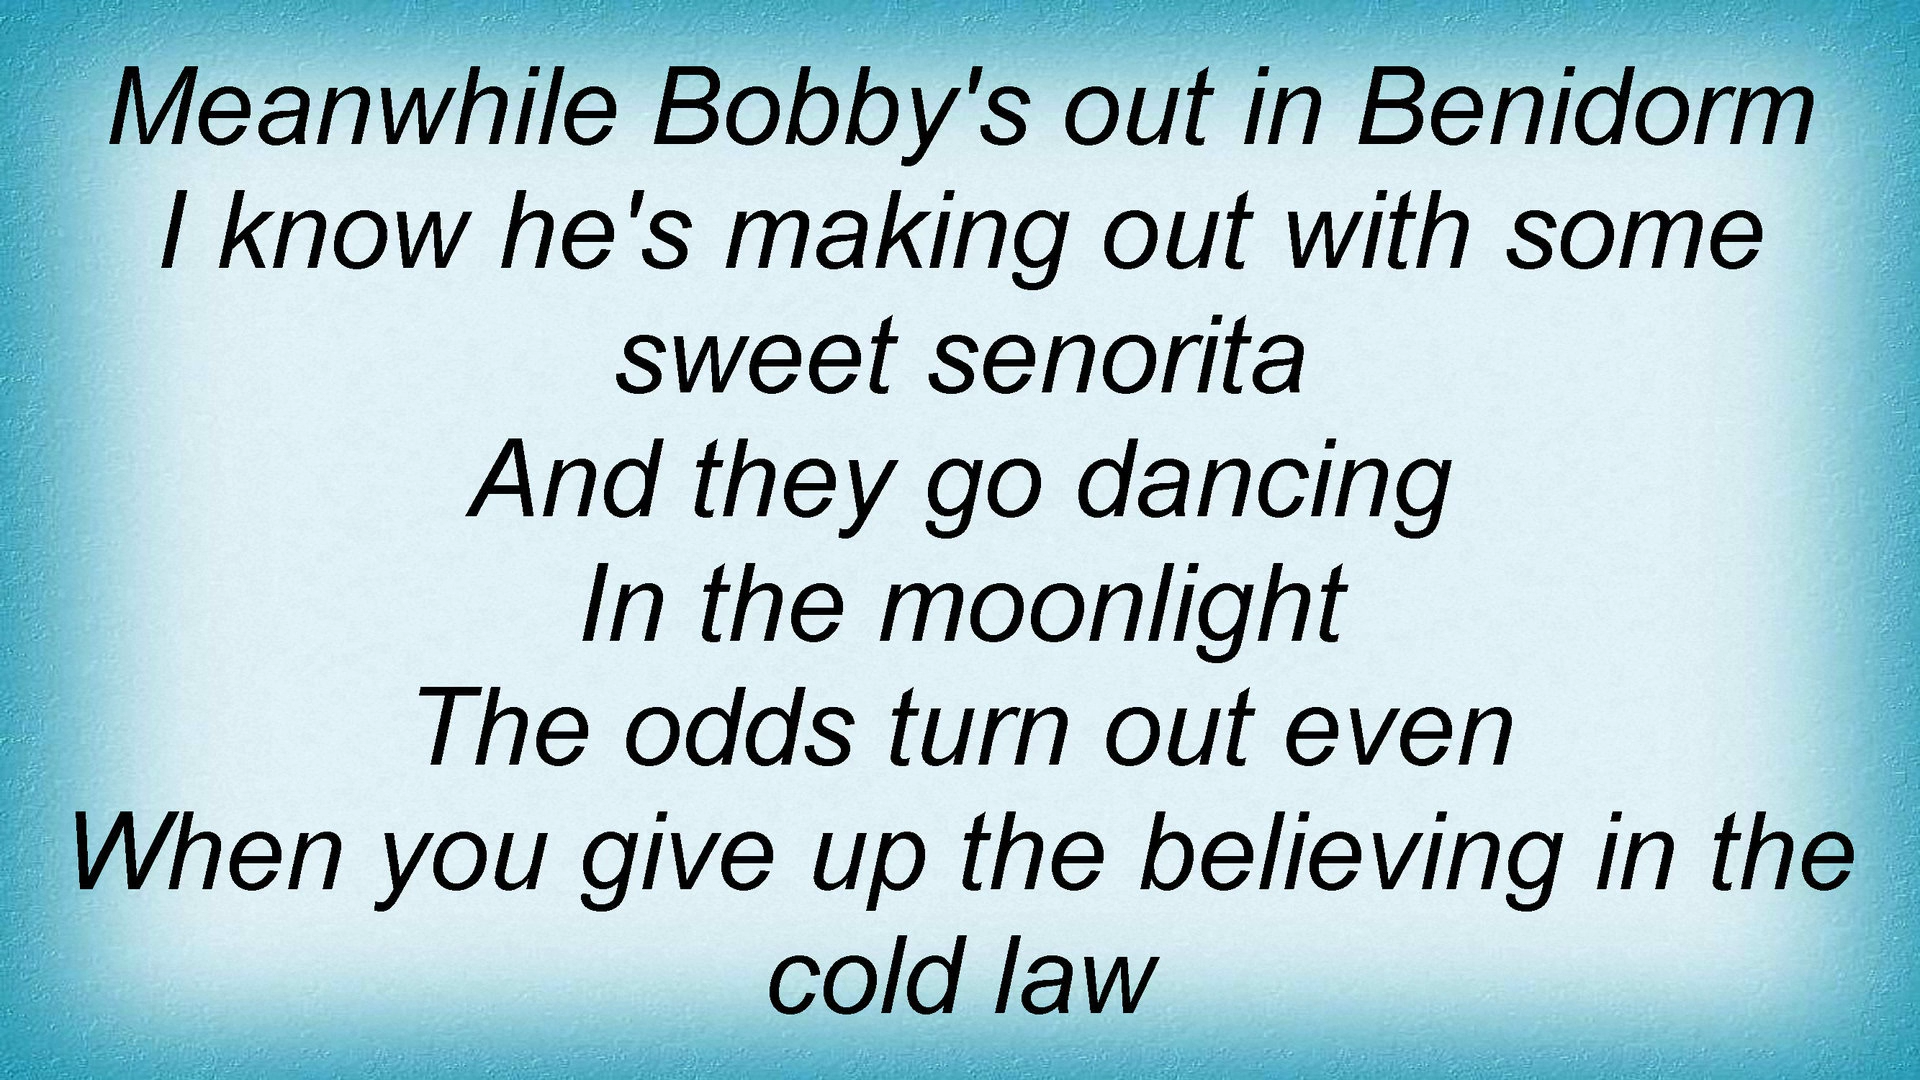 Meanwhile Bobby's out in Benidorm
I know he's making out with some
sweet senorita
And they go dancing
In the moonlight
The odds turn out even
When you give up the believing in the
cold law